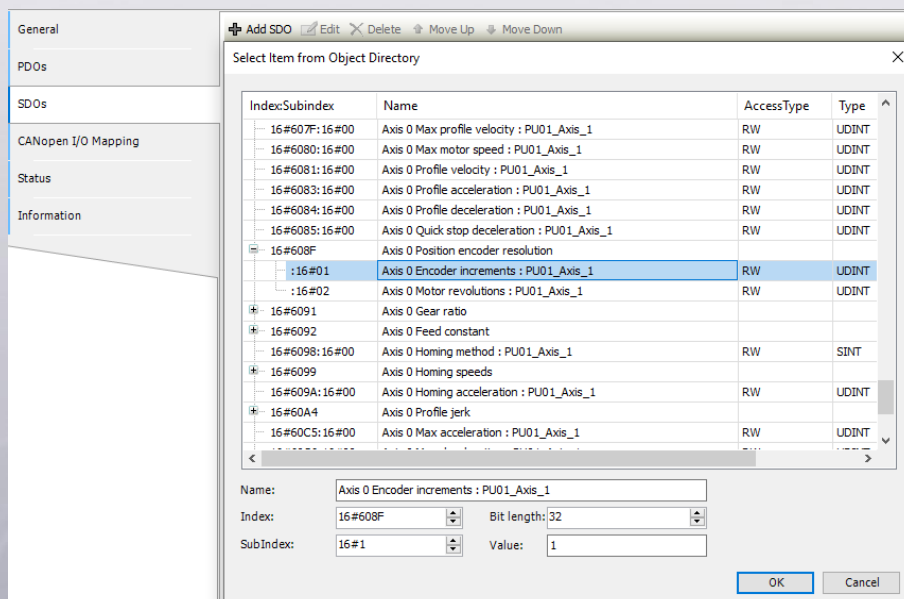 General
PDOs
SDOs
CANopen I/O Mapping
Status
Information
Add SDO Edit Delete Move Up Move Down
Select Item from Object Directory
Index:Subindex Name AccessType Type
16#607F:16#00 Axis 0 Max profile velocity : PU01_Axis_1 RW UDINT
16#6080:16#00 Axis 0 Max motor speed : PU01_Axis_1 RW UDINT
16#6081:16#00 Axis 0 Profile velocity : PU01_Axis_1 RW UDINT
16#6083:16#00 Axis 0 Profile acceleration : PU01_Axis_1 RW UDINT
16#6084:16#00 Axis 0 Profile deceleration : PU01_Axis_1 RW UDINT
16#6085:16#00 Axis 0 Quick stop deceleration : PU01_Axis_1 RW UDINT
16#608F Axis 0 Position encoder resolution
:16#01 Axis 0 Encoder increments : PU01_Axis_1 RW UDINT
:16#02 Axis 0 Motor revolutions : PU01_Axis_1 RW UDINT
16#6091 Axis 0 Gear ratio
16#6092 Axis 0 Feed constant
16#6098:16#00 Axis 0 Homing method : PU01_Axis_1 RW SINT
16#6099 Axis 0 Homing speeds
16#609A:16#00 Axis 0 Homing acceleration : PU01_Axis_1 RW UDINT
16#60A4 Axis 0 Profile jerk
16#60C5:16#00 Axis 0 Max acceleration : PU01_Axis_1 RW UDINT
Name: Axis 0 Encoder increments : PU01_Axis_1
Index: 16#608F Bit length: 32
SubIndex: 16#1 Value: 1
OK Cancel